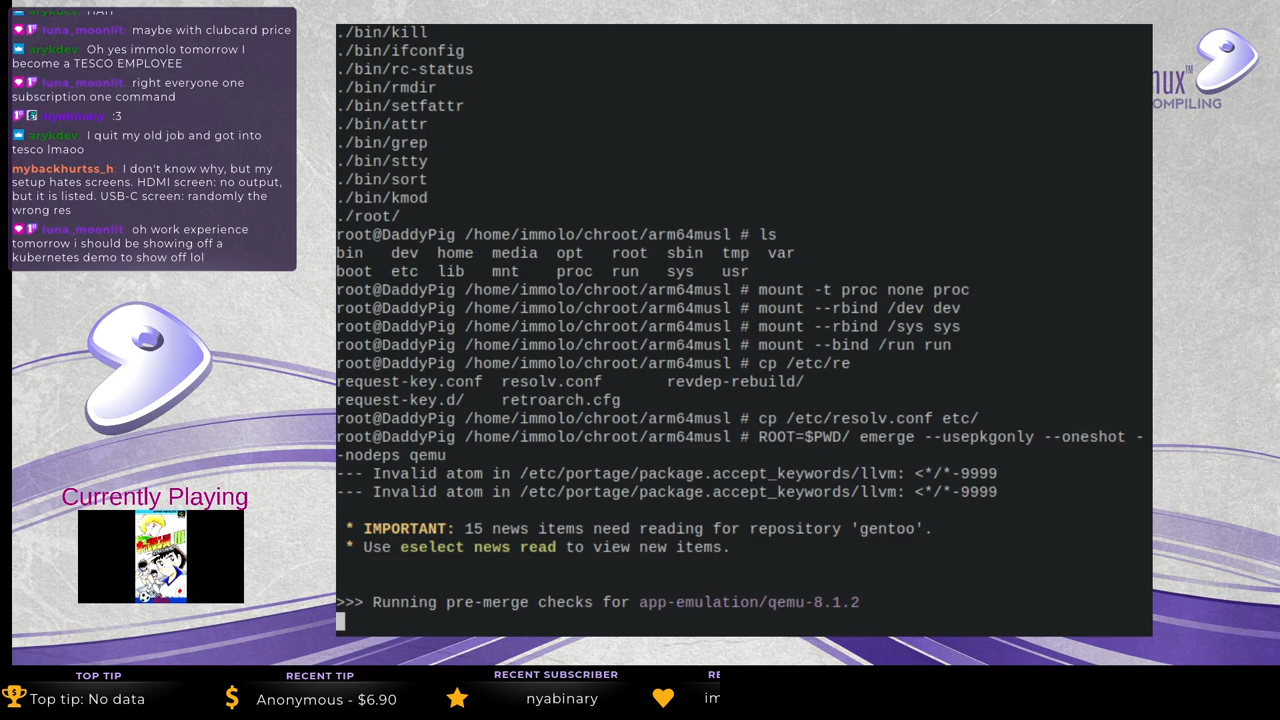 luna_moonlit: maybe with clubcard price
arykdev: Oh yes immolo tomorrow I
become a TESCO EMPLOYEE
luna_moonlit: right everyone one
subscription one command
nyabinary: :3
arykdev: I quit my old job and got into
tesco lmaoo
mybackhurtss_h: I don't know why, but my
setup hates screens. HDMI screen: no output,
but it is listed. USB-C screen: randomly the
wrong res
luna_moonlit: oh work experience
tomorrow i should be showing off a
kubernetes demo to show off lol
./bin/kill
./bin/ifconfig
./bin/rc-status
./bin/rmdir
./bin/setfattr
./bin/attr
./bin/grep
./bin/stty
./bin/sort
./bin/kmod
./root/
root@DaddyPig /home/immolo/chroot/arm64musl # ls
bin dev home media opt root sbin tmp var
boot etc lib mnt proc run sys usr
root@DaddyPig /home/immolo/chroot/arm64musl # mount -t proc none proc
root@DaddyPig /home/immolo/chroot/arm64musl # mount --rbind /dev dev
root@DaddyPig /home/immolo/chroot/arm64musl # mount --rbind /sys sys
root@DaddyPig /home/immolo/chroot/arm64musl # mount --bind /run run
root@DaddyPig /home/immolo/chroot/arm64musl # cp /etc/re
request-key.conf resolv.conf revdep-rebuild/
request-key.d/ retroarch.cfg
root@DaddyPig /home/immolo/chroot/arm64musl # cp /etc/resolv.conf etc/
root@DaddyPig /home/immolo/chroot/arm64musl # ROOT=$PWD/ emerge --usepkgonly --oneshot -
-nodeps qemu
--- Invalid atom in /etc/portage/package.accept_keywords/llvm: <*/*-9999
--- Invalid atom in /etc/portage/package.accept_keywords/llvm: <*/*-9999
* IMPORTANT: 15 news items need reading for repository 'gentoo'.
* Use eselect news read to view new items.
>>> Running pre-merge checks for app-emulation/qemu-8.1.2
nux™
OMPILING
Currently Playing
TOP TIP
Top tip: No data
RECENT TIP
Anonymous - $6.90
RECENT SUBSCRIBER
nyabinary
RE
im